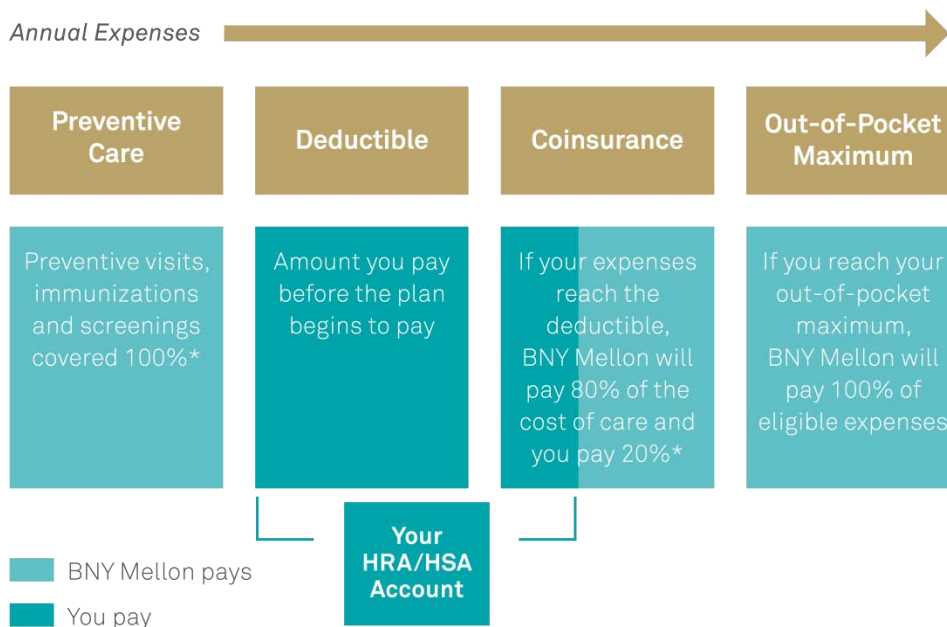 Annual Expenses
Preventive
Care
Deductible
Coinsurance
Out-of-Pocket
Maximum
Preventive visits,
immunizations
and screenings
covered 100%*
Amount you pay
before the plan
begins to pay
If your expenses
reach the
deductible,
BNY Mellon will
pay 80% of the
cost of care and
you pay 20%*
If you reach your
out-of-pocket
maximum,
BNY Mellon will
pay 100% of
eligible expenses
Your
HRA/HSA
Account
BNY Mellon pays
You pay